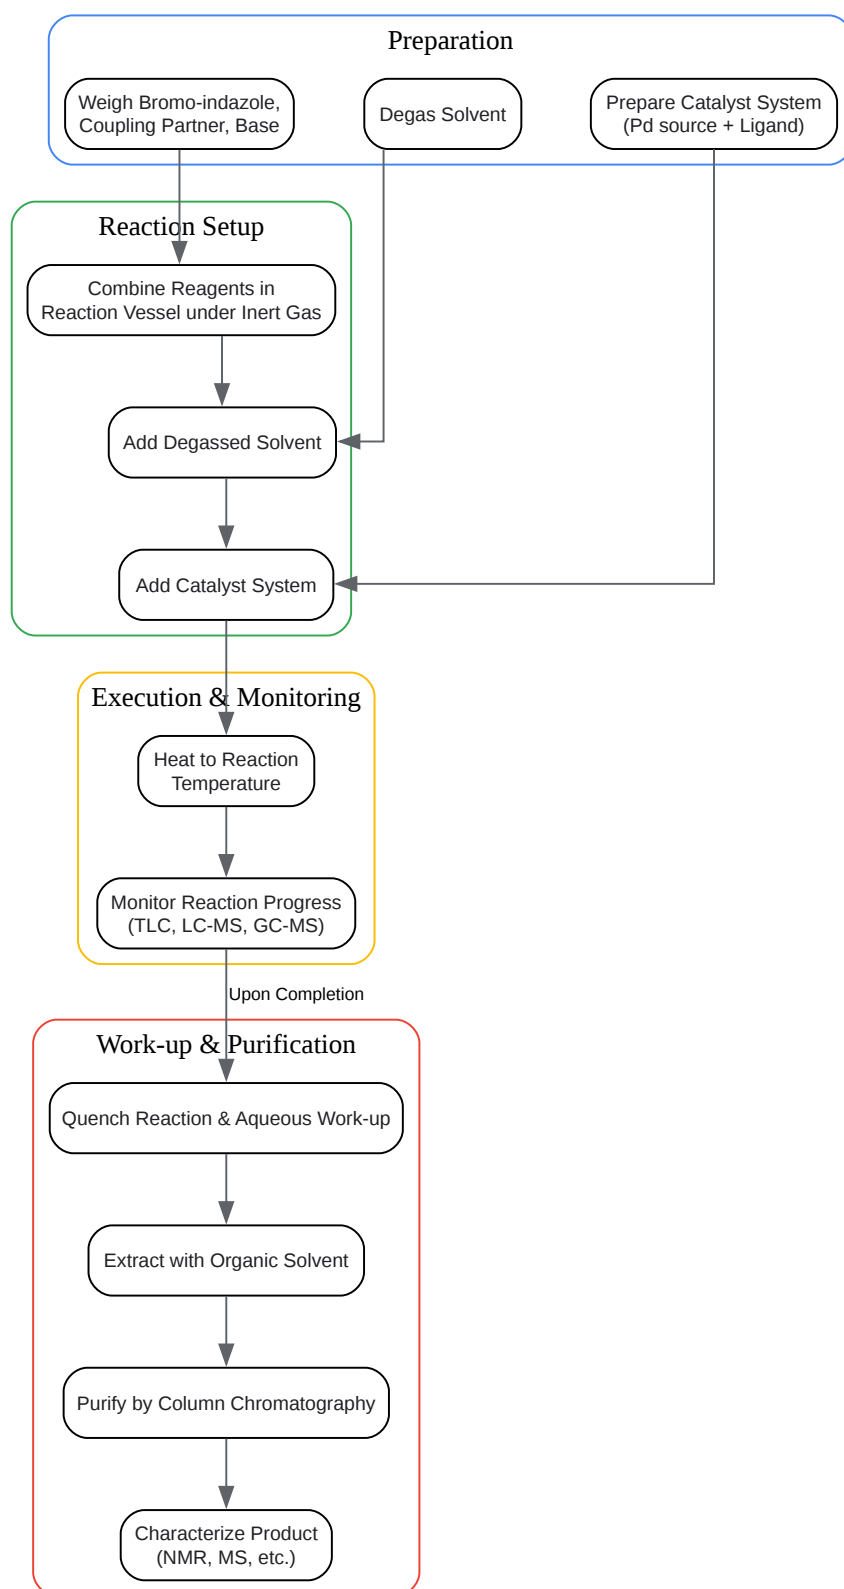 Preparation
Weigh Bromo-indazole,
Coupling Partner, Base
Degas Solvent
Prepare Catalyst System
(Pd source + Ligand)
Reaction Setup
Combine Reagents in
Reaction Vessel under Inert Gas
Add Degassed Solvent
Add Catalyst System
Execution & Monitoring
Heat to Reaction
Temperature
Monitor Reaction Progress
(TLC, LC-MS, GC-MS)
Upon Completion
Work-up & Purification
Quench Reaction & Aqueous Work-up
Extract with Organic Solvent
Purify by Column Chromatography
Characterize Product
(NMR, MS, etc.)